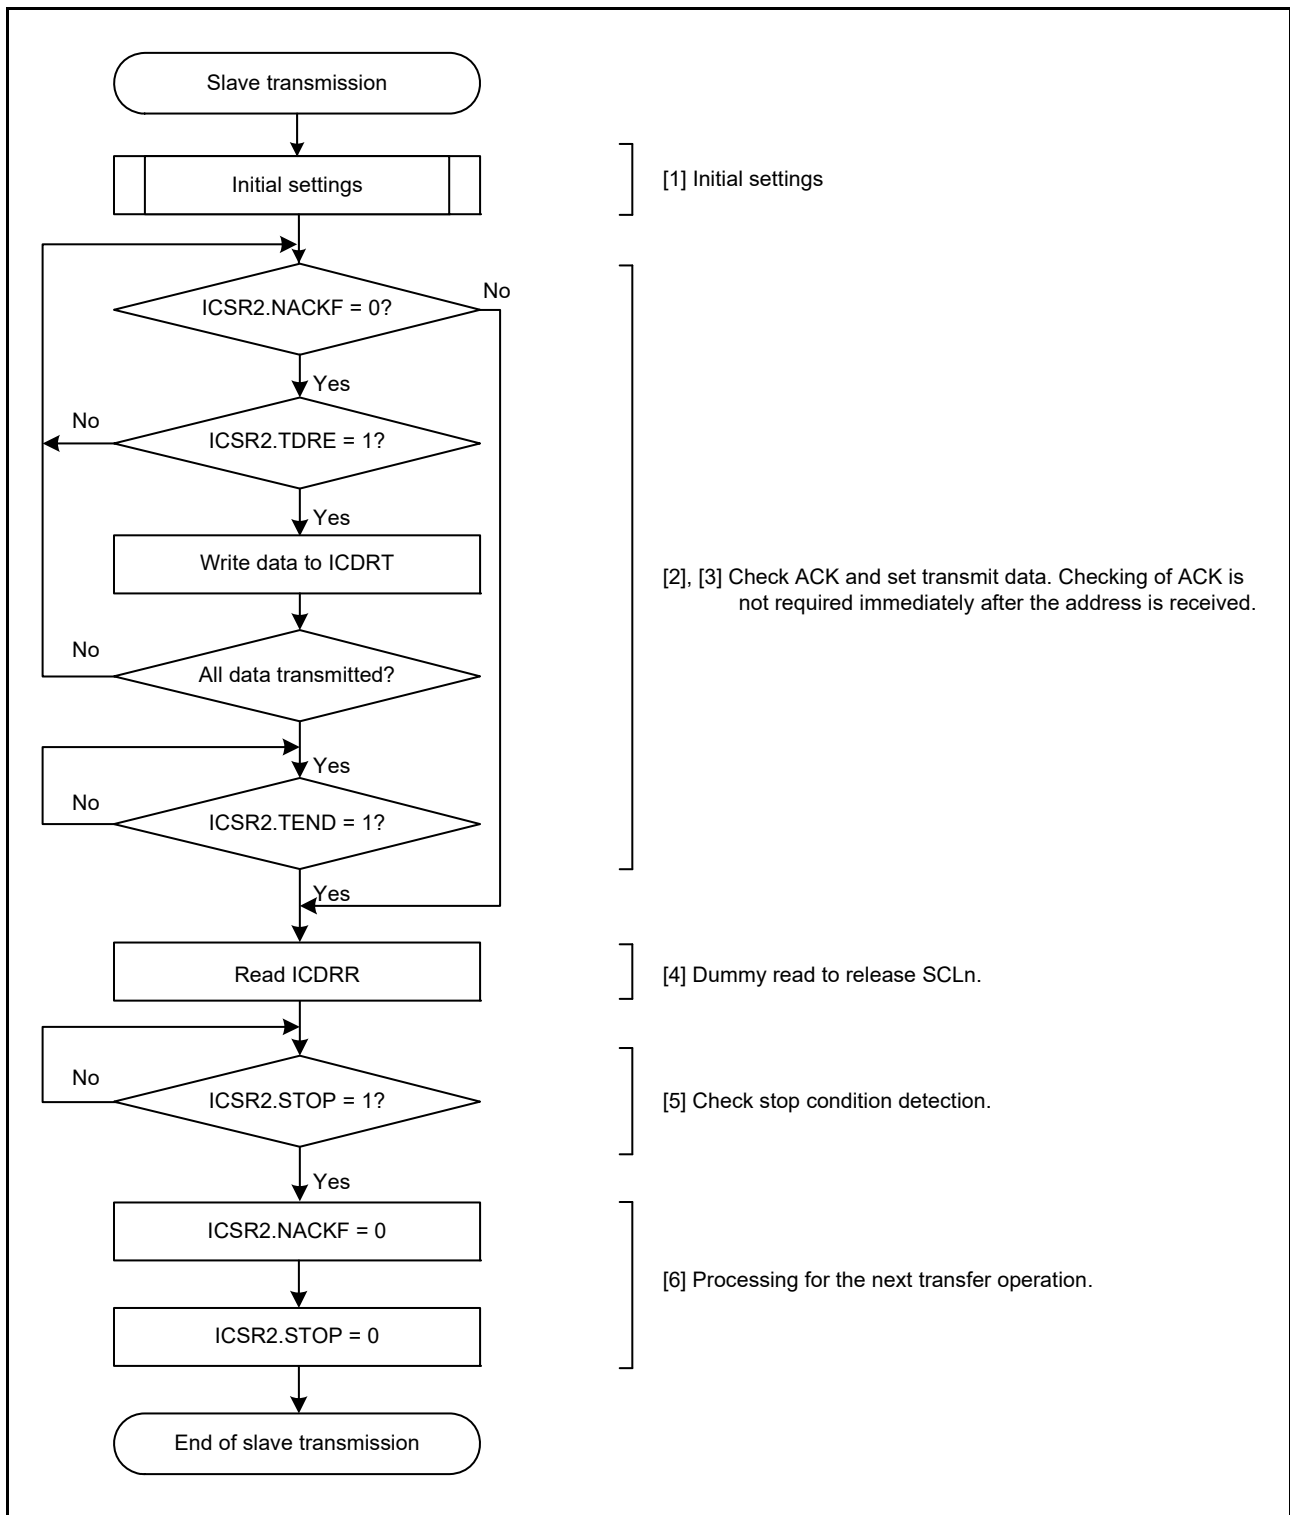 Slave transmission
Initial settings
[1] Initial settings
ICSR2.NACKF = 0?
No
Yes
No
ICSR2.TDRE = 1?
Yes
Write data to ICDRT
[2], [3] Check ACK and set transmit data. Checking of ACK is
not required immediately after the address is received.
No
All data transmitted?
Yes
No
ICSR2.TEND = 1?
Yes
Read ICDRR
[4] Dummy read to release SCLn.
No
ICSR2.STOP = 1?
[5] Check stop condition detection.
Yes
ICSR2.NACKF = 0
[6] Processing for the next transfer operation.
ICSR2.STOP = 0
End of slave transmission